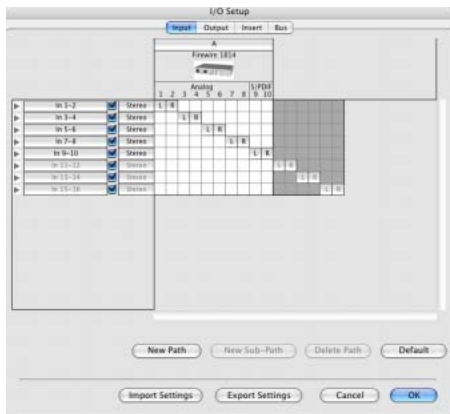 I/O Setup
Input Output Insert Bus
A
Firewire 1814
Analog S/PDIF
1 2 3 4 5 6 7 8 9 10
In 1-2 Stereo L R
In 3-4 Stereo L R
In 5-6 Stereo L R
In 7-8 Stereo L R
In 9-10 Stereo L R
In 11-12 Stereo L R
In 13-14 Stereo L R
In 15-16 Stereo L R
New Path New Sub-Path Delete Path Default
Import Settings Export Settings Cancel OK